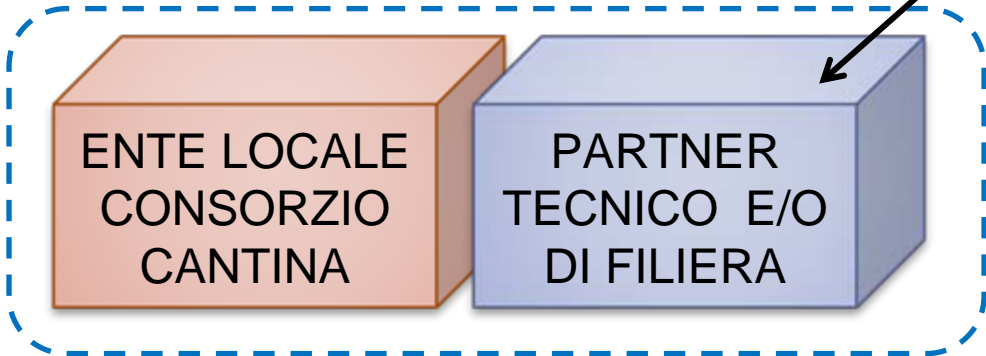 ENTE LOCALE
CONSORZIO
CANTINA
PARTNER
TECNICO E/O
DI FILIERA